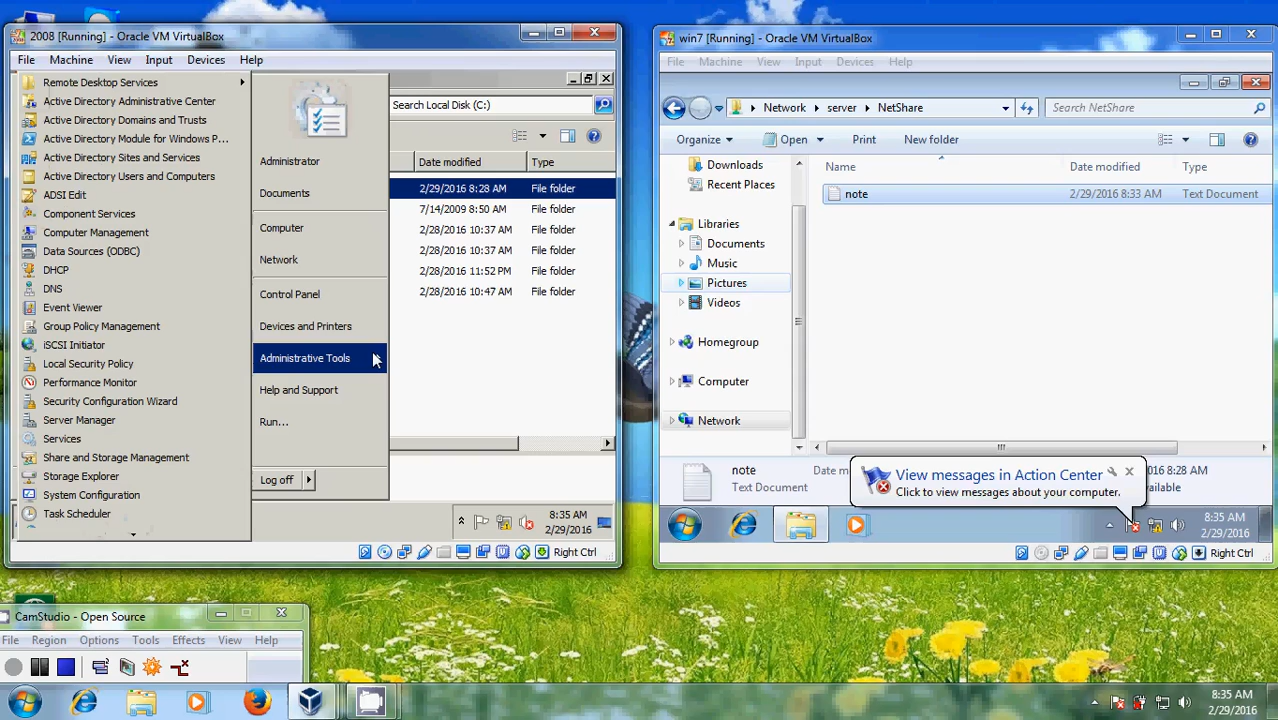 2008 [Running] - Oracle VM VirtualBox
File Machine View Input Devices Help
Remote Desktop Services
Active Directory Administrative Center
Active Directory Domains and Trusts
Active Directory Module for Windows P...
Active Directory Sites and Services
Active Directory Users and Computers
ADSI Edit
Component Services
Computer Management
Data Sources (ODBC)
DHCP
DNS
Event Viewer
Group Policy Management
iSCSI Initiator
Local Security Policy
Performance Monitor
Security Configuration Wizard
Server Manager
Services
Share and Storage Management
Storage Explorer
System Configuration
Task Scheduler
Administrator
Documents
Computer
Network
Control Panel
Devices and Printers
Administrative Tools
Help and Support
Run...
Log off
Search Local Disk (C:)
Date modified Type
2/29/2016 8:28 AM File folder
7/14/2009 8:50 AM File folder
2/28/2016 10:37 AM File folder
2/28/2016 10:37 AM File folder
2/28/2016 11:52 PM File folder
2/28/2016 10:47 AM File folder
8:35 AM
2/29/2016
Right Ctrl
win7 [Running] - Oracle VM VirtualBox
File Machine View Input Devices Help
Network server NetShare
Search NetShare
Organize Open Print New folder
Downloads
Recent Places
Libraries
Documents
Music
Pictures
Videos
Homegroup
Computer
Network
Name Date modified Type
note 2/29/2016 8:33 AM Text Document
note Date m 2016 8:28 AM
Text Document vailable
View messages in Action Center
Click to view messages about your computer.
8:35 AM
2/29/2016
Right Ctrl
CamStudio - Open Source
File Region Options Tools Effects View Help
8:35 AM
2/29/2016